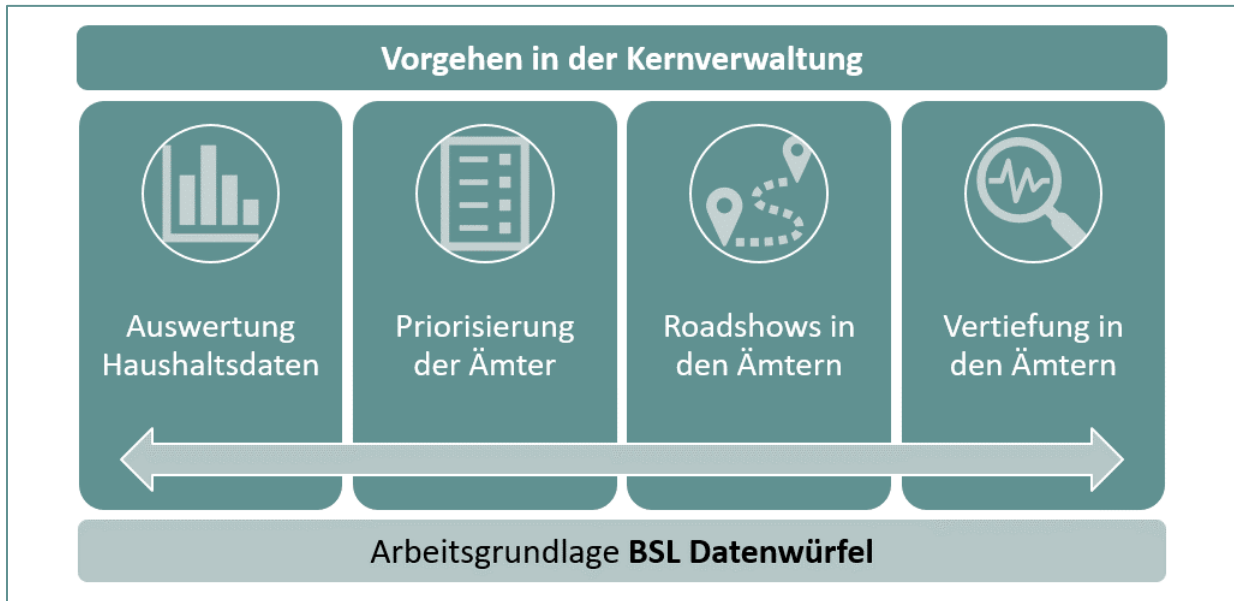 Vorgehen in der Kernverwaltung
Auswertung
Haushaltsdaten
Priorisierung
der Ämter
Roadshows in
den Ämtern
Vertiefung in
den Ämtern
Arbeitsgrundlage BSL Datenwürfel